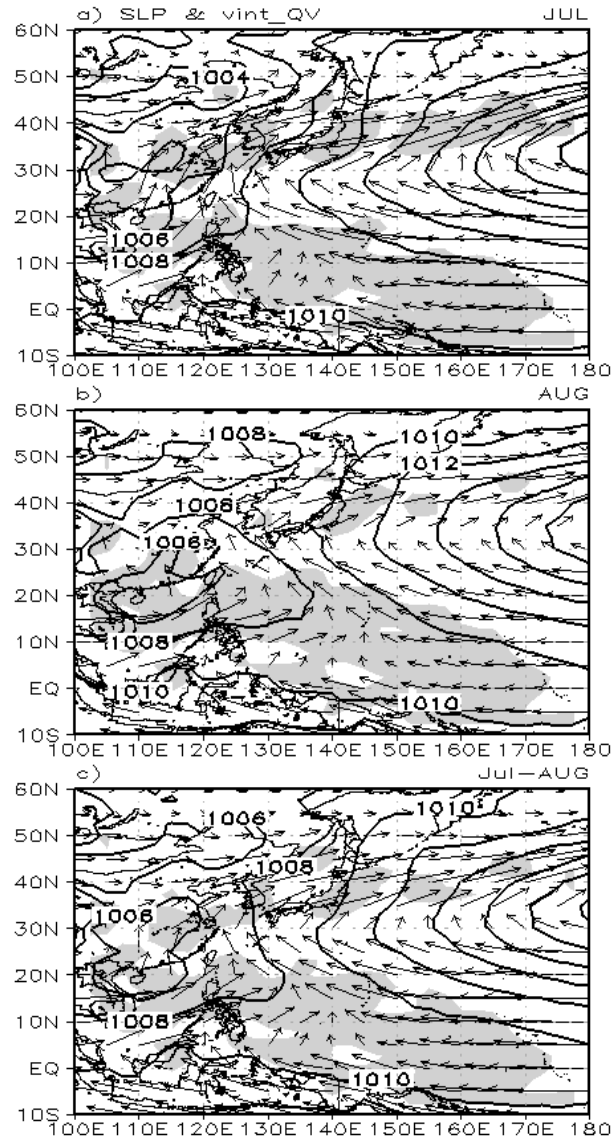 a) SLP & vint_QV JUL
60N
1004
50N
40N
30N
20N
1006
1008
10N
EQ
1010
10S
100E 110E 120E 130E 140E 150E 160E 170E 180
b) AUG
60N
1008 1010
50N
1012
40N
1008
30N
1006
20N
10N
1008
EQ
1010 1010
10S
100E 110E 120E 130E 140E 150E 160E 170E 180
c) Jul-AUG
60N
1006 1010
50N
1008
40N
1006
30N
20N
1008
10N
EQ
1010
10S
100E 110E 120E 130E 140E 150E 160E 170E 180